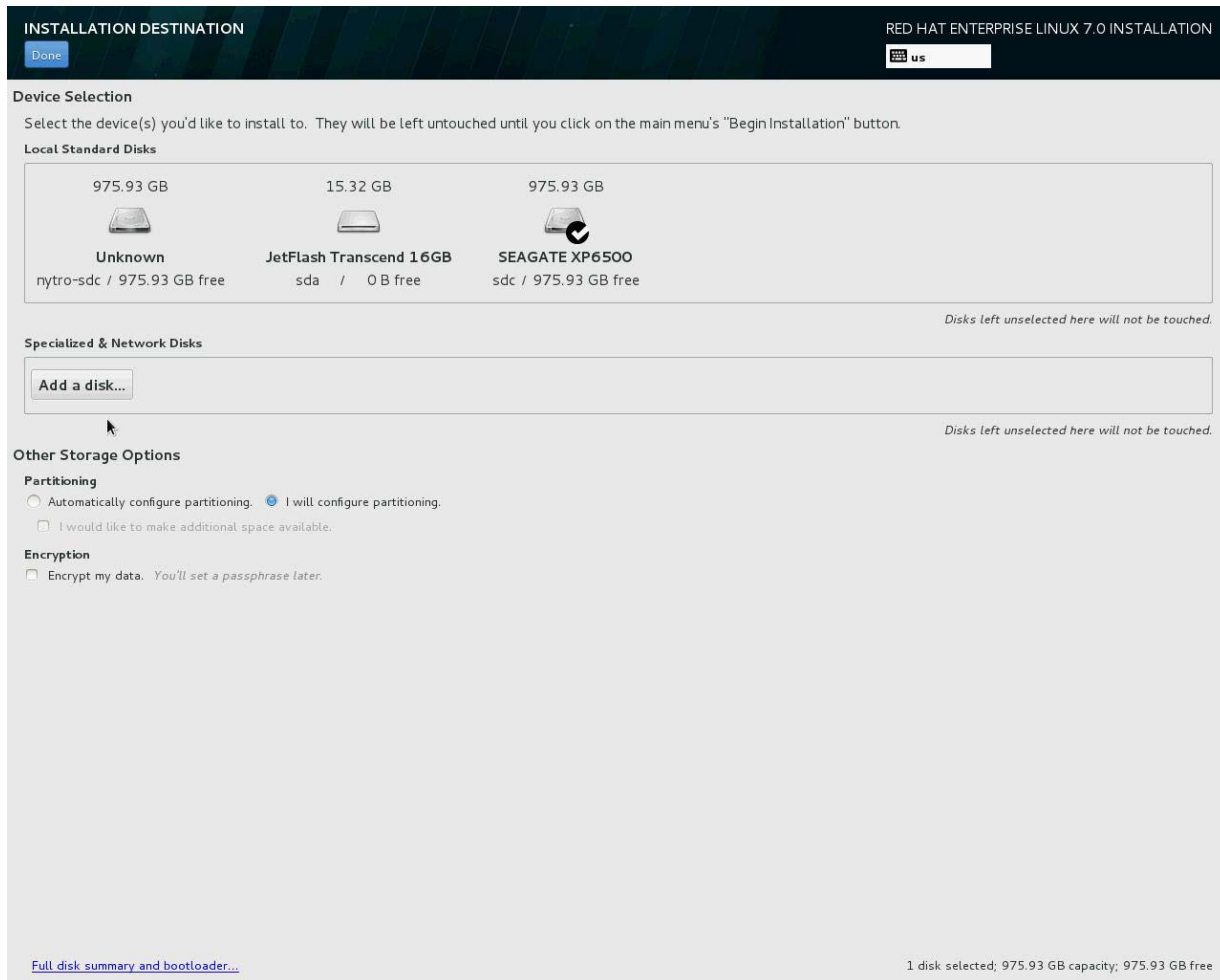 INSTALLATION DESTINATION
RED HAT ENTERPRISE LINUX 7.0 INSTALLATION
Done
us
Device Selection
Select the device(s) you'd like to install to. They will be left untouched until you click on the main menu's "Begin Installation" button.
Local Standard Disks
975.93 GB
Unknown
nytro-sdc / 975.93 GB free
15.32 GB
JetFlash Transcend 16GB
sda / 0 B free
975.93 GB
SEAGATE XP6500
sdc / 975.93 GB free
Disks left unselected here will not be touched.
Specialized & Network Disks
Add a disk...
Disks left unselected here will not be touched.
Other Storage Options
Partitioning
Automatically configure partitioning. I will configure partitioning.
I would like to make additional space available.
Encryption
Encrypt my data. You'll set a passphrase later.
Full disk summary and bootloader...
1 disk selected; 975.93 GB capacity; 975.93 GB free